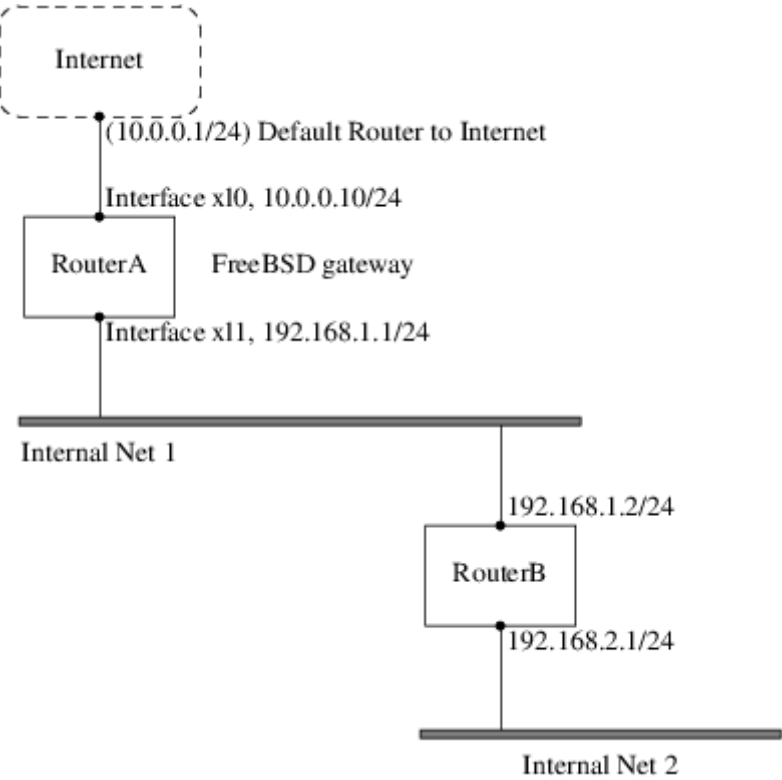 Internet
(10.0.0.1/24) Default Router to Internet
Interface xl0, 10.0.0.10/24
RouterA
FreeBSD gateway
Interface xl1, 192.168.1.1/24
Internal Net 1
192.168.1.2/24
RouterB
192.168.2.1/24
Internal Net 2